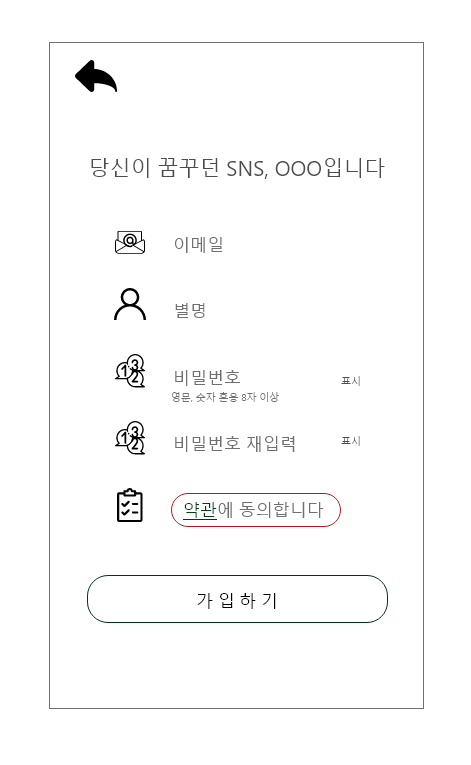 당신이 꿈꾸던 SNS, OOO입니다
이메일
별명
비밀번호
표시
영문, 숫자 혼용 8자 이상
비밀번호 재입력
표시
약관에 동의합니다
가 입 하 기